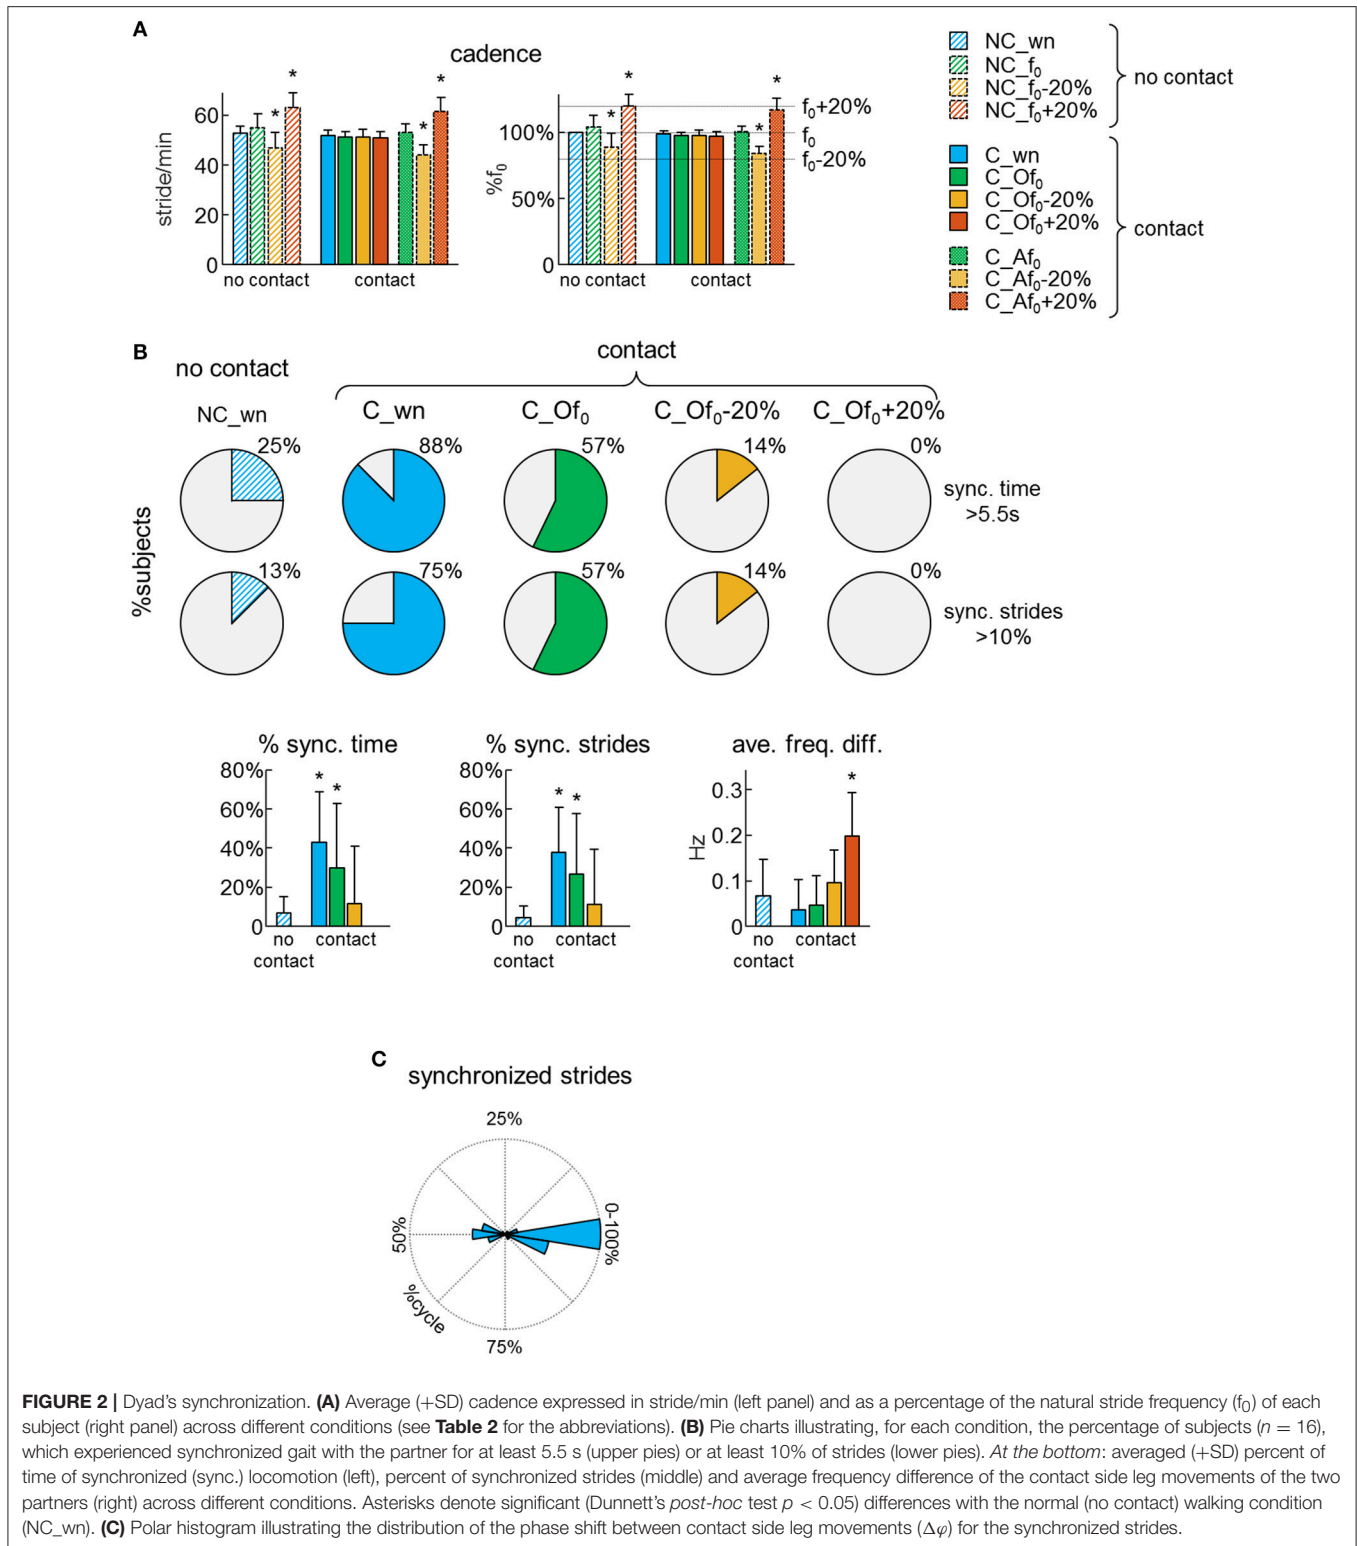 A
cadence
stride/min
60
40
20
0
* * * *
no contact
contact
%f0
100%
50%
0
* * * *
f0+20%
f0
f0-20%
no contact
contact
NC_wn
NC_f0
NC_f0-20%
NC_f0+20%
no contact
C_wn
C_Of0
C_Of0-20%
C_Of0+20%
C_Af0
C_Af0-20%
C_Af0+20%
contact
B
no contact
contact
NC_wn
C_wn
C_Of0
C_Of0-20%
C_Of0+20%
%subjects
25%
88%
57%
14%
0%
sync. time
>5.5s
13%
75%
57%
14%
0%
sync. strides
>10%
% sync. time
80%
60%
40%
20%
0
* *
no
contact
contact
% sync. strides
80%
60%
40%
20%
0
* *
no
contact
contact
ave. freq. diff.
Hz
0.3
0.2
0.1
0
*
no
contact
contact
C
synchronized strides
25%
50%
0-100%
%cycle
75%
FIGURE 2 | Dyad's synchronization. (A) Average (+SD) cadence expressed in stride/min (left panel) and as a percentage of the natural stride frequency (f0) of each
subject (right panel) across different conditions (see Table 2 for the abbreviations). (B) Pie charts illustrating, for each condition, the percentage of subjects (n = 16),
which experienced synchronized gait with the partner for at least 5.5 s (upper pies) or at least 10% of strides (lower pies). At the bottom: averaged (+SD) percent of
time of synchronized (sync.) locomotion (left), percent of synchronized strides (middle) and average frequency difference of the contact side leg movements of the two
partners (right) across different conditions. Asterisks denote significant (Dunnett's post-hoc test p < 0.05) differences with the normal (no contact) walking condition
(NC_wn). (C) Polar histogram illustrating the distribution of the phase shift between contact side leg movements (Δφ) for the synchronized strides.